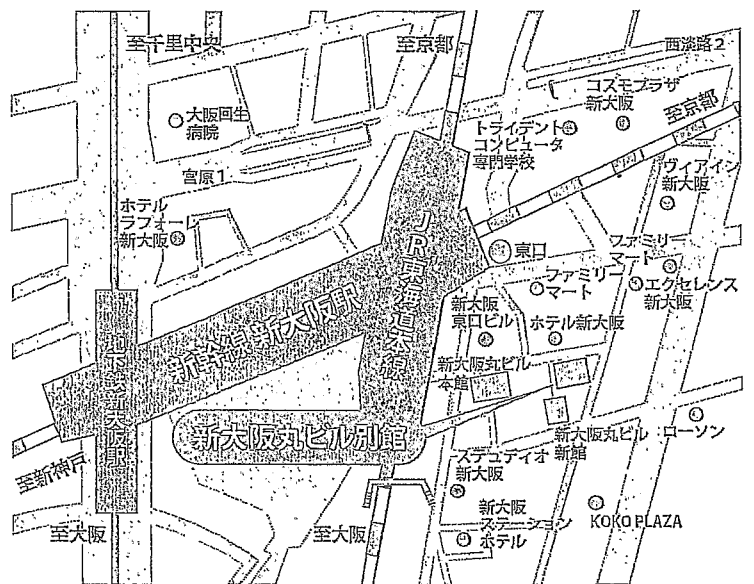 至千里中央
至京都
西淡路2
コスモプラザ
新大阪
至京都
大阪回生
病院
トライデント
コンピュータ
専門学校
宮原1
ヴィアイン
新大阪
ホテル
ラフォーレ
新大阪
JR東海道本線
東口
ファミリー
マート
ファミリー
マート
エクセレンス
新大阪
新幹線新大阪駅
新大阪
東口ビル
ホテル新大阪
地下鉄新大阪駅
新大阪丸ビル
本館
新大阪丸ビル別館
新大阪丸ビル
新館
ローソン
至新神戸
ステュディオ
新大阪
新大阪
ステーション
ホテル
KOKO PLAZA
至大阪
至大阪